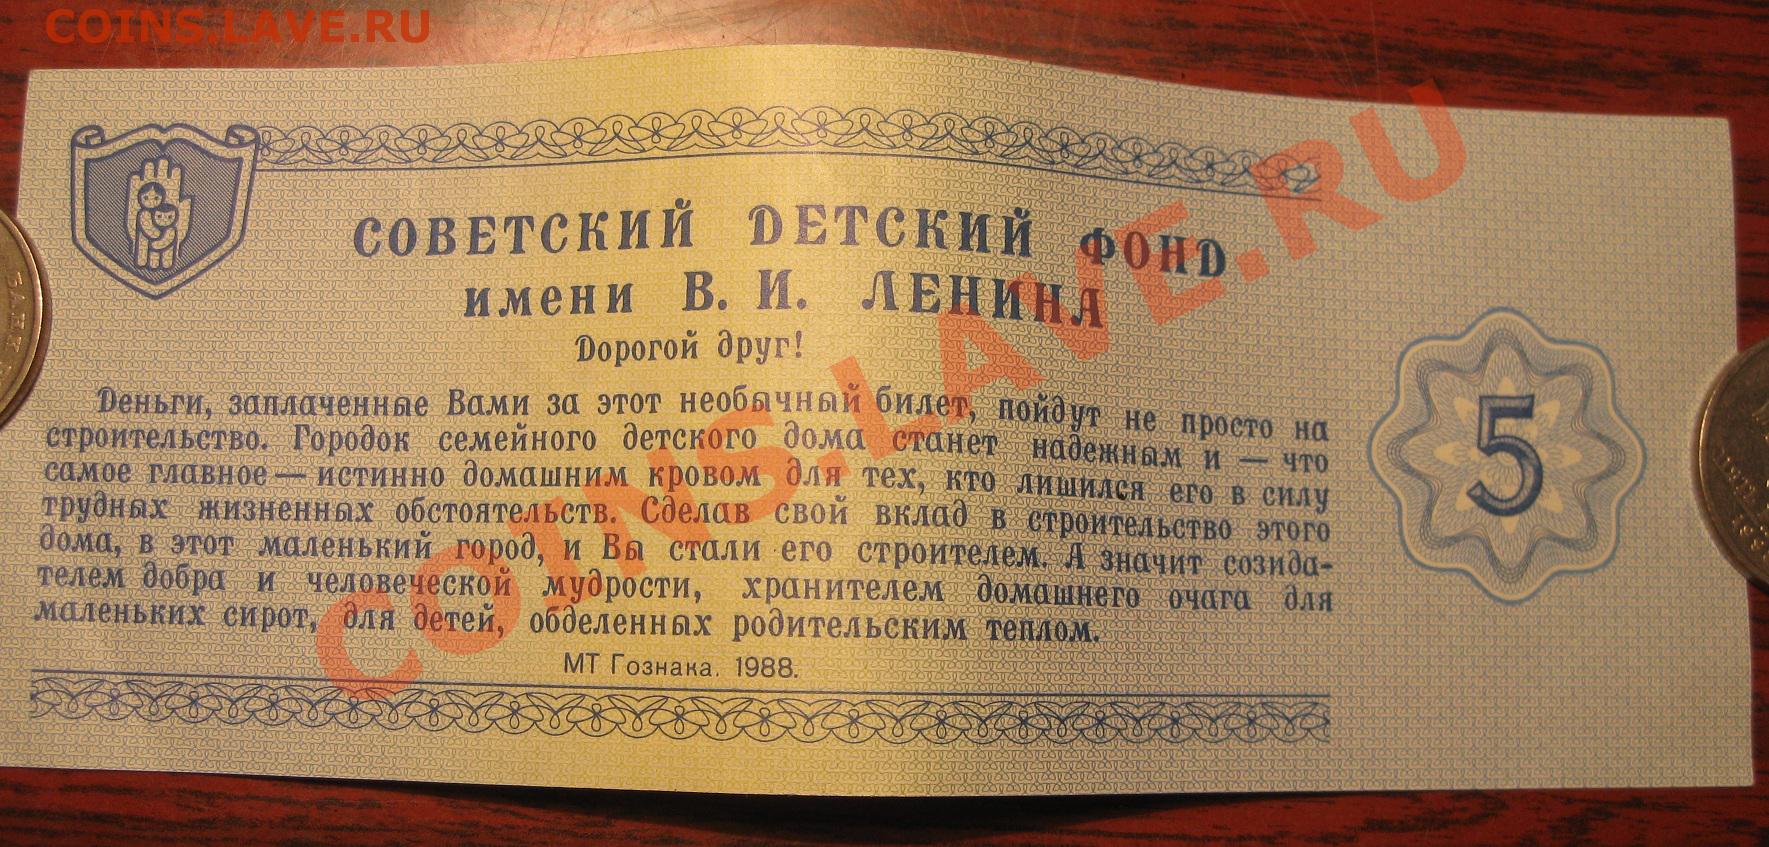 COINS.LAVE.RU
СОВЕТСКИЙ ДЕТСКИЙ ФОНД
имени В. И. ЛЕНИНА
Дорогой друг!
Деньги, заплаченные Вами за этот необычный билет, пойдут не просто на
строительство. Городок семейного детского дома станет надежным и — что
самое главное — истинно домашним кровом для тех, кто лишился его в силу
трудных жизненных обстоятельств. Сделав свой вклад в строительство этого
дома, в этот маленький город, и Вы стали его строителем. А значит созида-
телем добра и человеческой мудрости, хранителем домашнего очага для
маленьких сирот, для детей, обделенных родительским теплом.
МТ Гознака. 1988.
5
COINS.LAVE.RU
БАНК